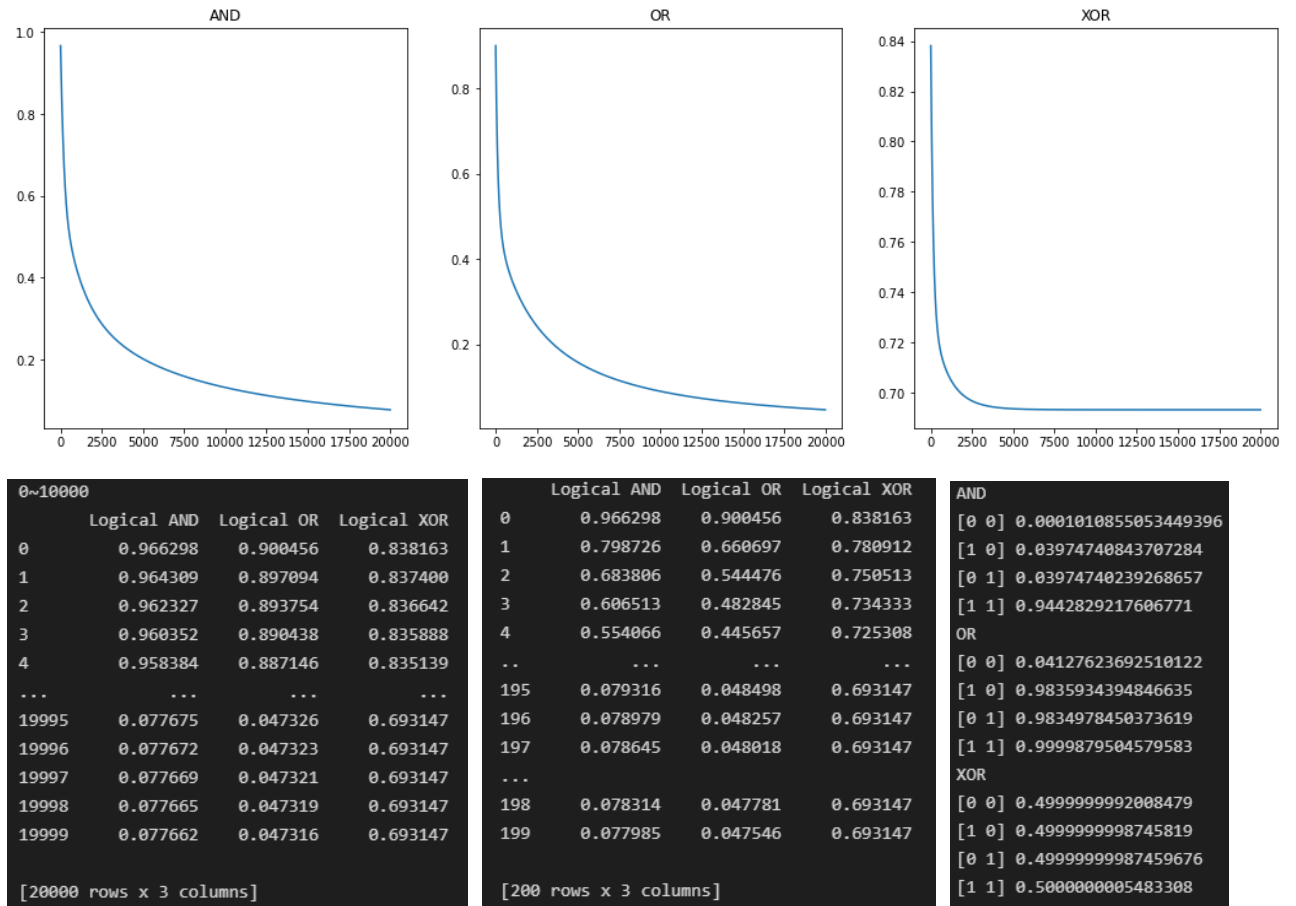 AND
1.0
0.8
0.6
0.4
0.2
0 2500 5000 7500 10000 12500 15000 17500 20000
OR
0.8
0.6
0.4
0.2
0 2500 5000 7500 10000 12500 15000 17500 20000
XOR
0.84
0.82
0.80
0.78
0.76
0.74
0.72
0.70
0 2500 5000 7500 10000 12500 15000 17500 20000
0~10000
Logical AND Logical OR Logical XOR
0 0.966298 0.900456 0.838163
1 0.964309 0.897094 0.837400
2 0.962327 0.893754 0.836642
3 0.960352 0.890438 0.835888
4 0.958384 0.887146 0.835139
... ... ... ...
19995 0.077675 0.047326 0.693147
19996 0.077672 0.047323 0.693147
19997 0.077669 0.047321 0.693147
19998 0.077665 0.047319 0.693147
19999 0.077662 0.047316 0.693147
[20000 rows x 3 columns]
Logical AND Logical OR Logical XOR
0 0.966298 0.900456 0.838163
1 0.798726 0.660697 0.780912
2 0.683806 0.544476 0.750513
3 0.606513 0.482845 0.734333
4 0.554066 0.445657 0.725308
.. ... ... ...
195 0.079316 0.048498 0.693147
196 0.078979 0.048257 0.693147
197 0.078645 0.048018 0.693147
...
198 0.078314 0.047781 0.693147
199 0.077985 0.047546 0.693147
[200 rows x 3 columns]
AND
[0 0] 0.0001010855053449396
[1 0] 0.03974740843707284
[0 1] 0.03974740239268657
[1 1] 0.9442829217606771
OR
[0 0] 0.04127623692510122
[1 0] 0.9835934394846635
[0 1] 0.9834978450373619
[1 1] 0.9999879504579583
XOR
[0 0] 0.4999999992008479
[1 0] 0.4999999998745819
[0 1] 0.49999999987459676
[1 1] 0.5000000005483308